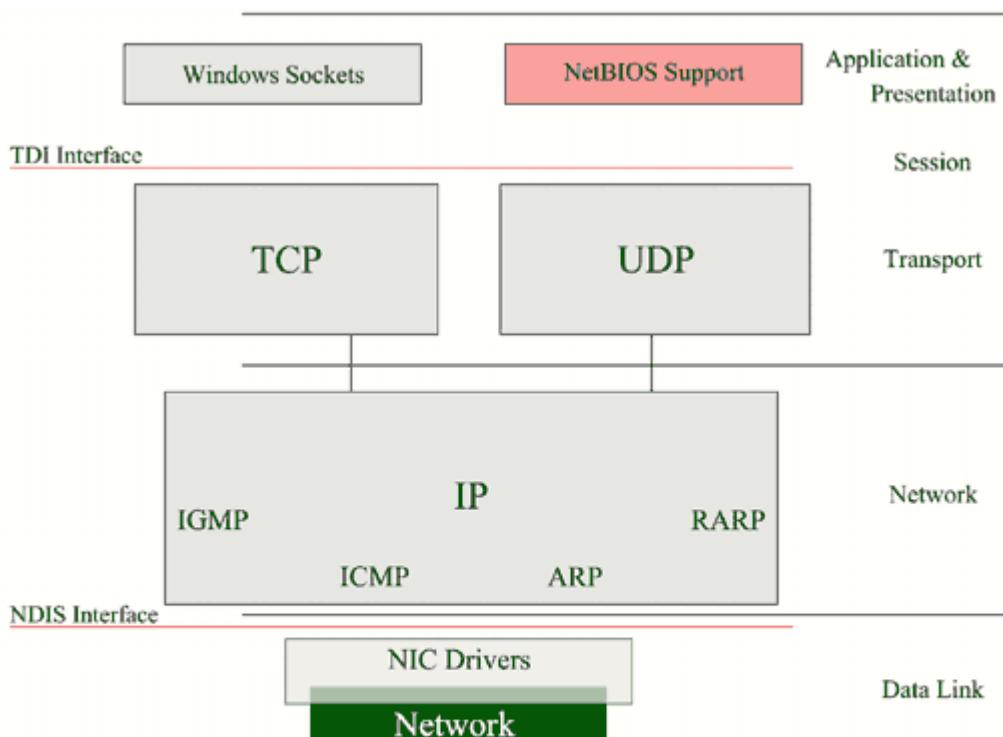 Windows Sockets
NetBIOS Support
Application &
Presentation
TDI Interface
Session
TCP
UDP
Transport
IP
Network
IGMP
RARP
ICMP
ARP
NDIS Interface
NIC Drivers
Data Link
Network